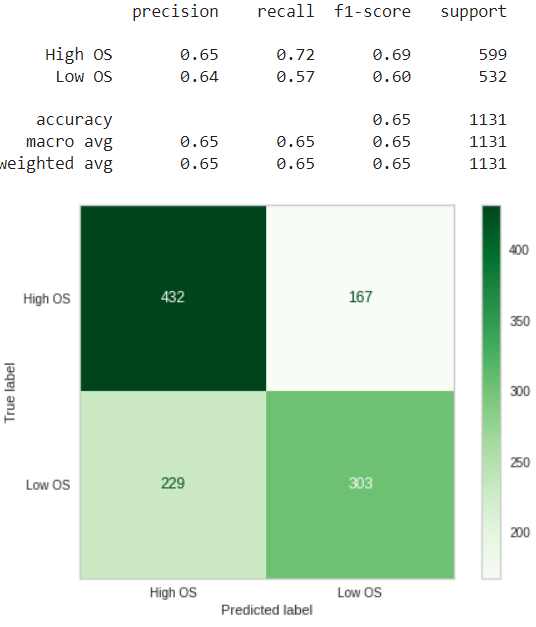 precision recall f1-score support
High OS 0.65 0.72 0.69 599
Low OS 0.64 0.57 0.60 532
accuracy 0.65 1131
macro avg 0.65 0.65 0.65 1131
weighted avg 0.65 0.65 0.65 1131
400
High OS 432 167
350
True label
300
250
Low OS 229 303
200
High OS Low OS
Predicted label